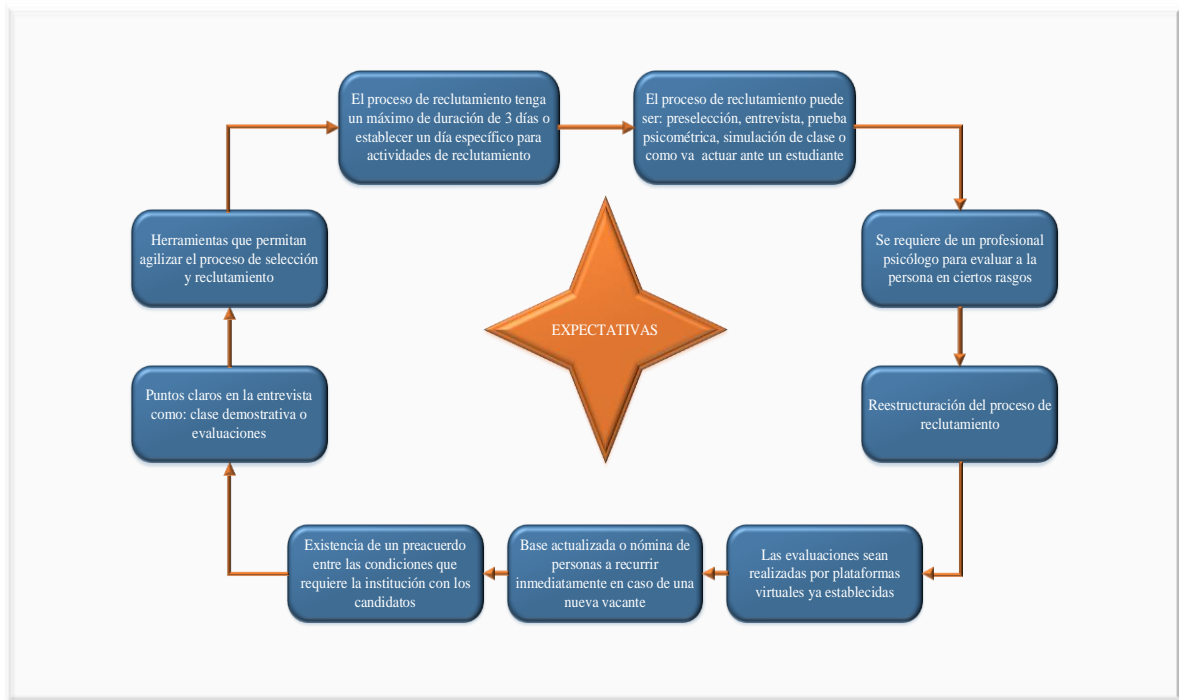 El proceso de reclutamiento tenga
un máximo de duración de 3 días o
establecer un día específico para
actividades de reclutamiento
El proceso de reclutamiento puede
ser: preselección, entrevista, prueba
psicométrica, simulación de clase o
como va actuar ante un estudiante
Se requiere de un profesional
psicólogo para evaluar a la
persona en ciertos rasgos
Reestructuración del proceso de
reclutamiento
Las evaluaciones sean
realizadas por plataformas
virtuales ya establecidas
Base actualizada o nómina de
personas a recurrir
inmediatamente en caso de una
nueva vacante
Existencia de un preacuerdo
entre las condiciones que
requiere la institución con los
candidatos
Puntos claros en la entrevista
como: clase demostrativa o
evaluaciones
Herramientas que permitan
agilizar el proceso de selección
y reclutamiento
EXPECTATIVAS